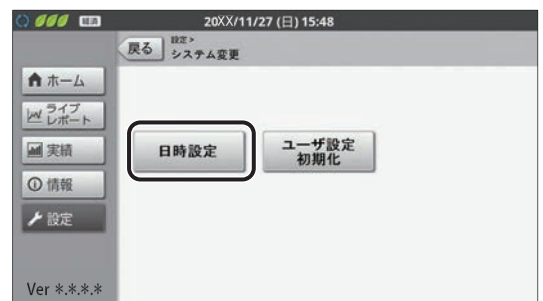 経済
20XX/11/27 (日) 15:48
戻る
設定 >
システム変更
ホーム
ライブ
レポート
実績
情報
設定
日時設定
ユーザ設定
初期化
Ver *.*.*.*